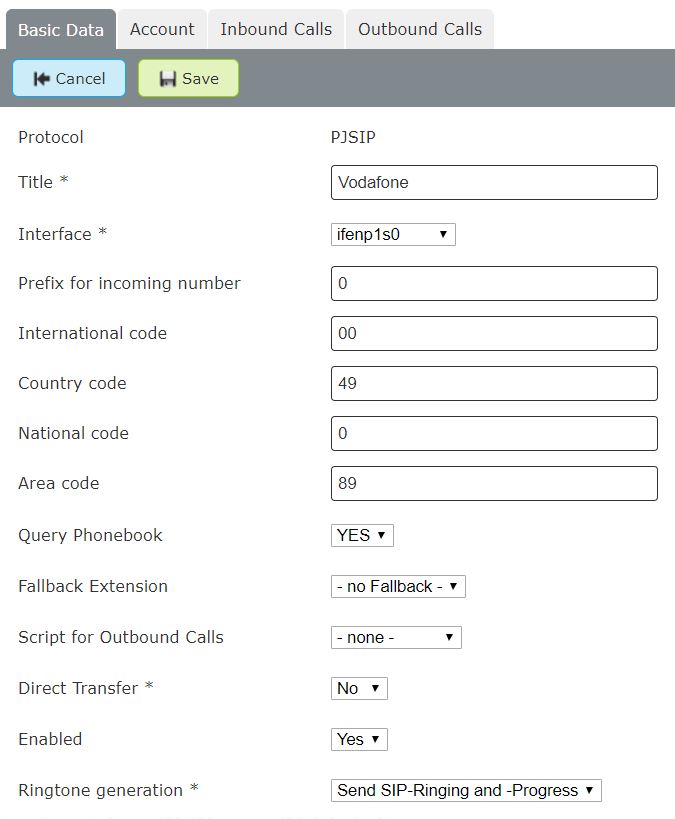 Basic Data Account Inbound Calls Outbound Calls
Cancel Save
Protocol PJSIP
Title * Vodafone
Interface * ifenp1s0
Prefix for incoming number 0
International code 00
Country code 49
National code 0
Area code 89
Query Phonebook YES
Fallback Extension - no Fallback -
Script for Outbound Calls - none -
Direct Transfer * No
Enabled Yes
Ringtone generation * Send SIP-Ringing and -Progress